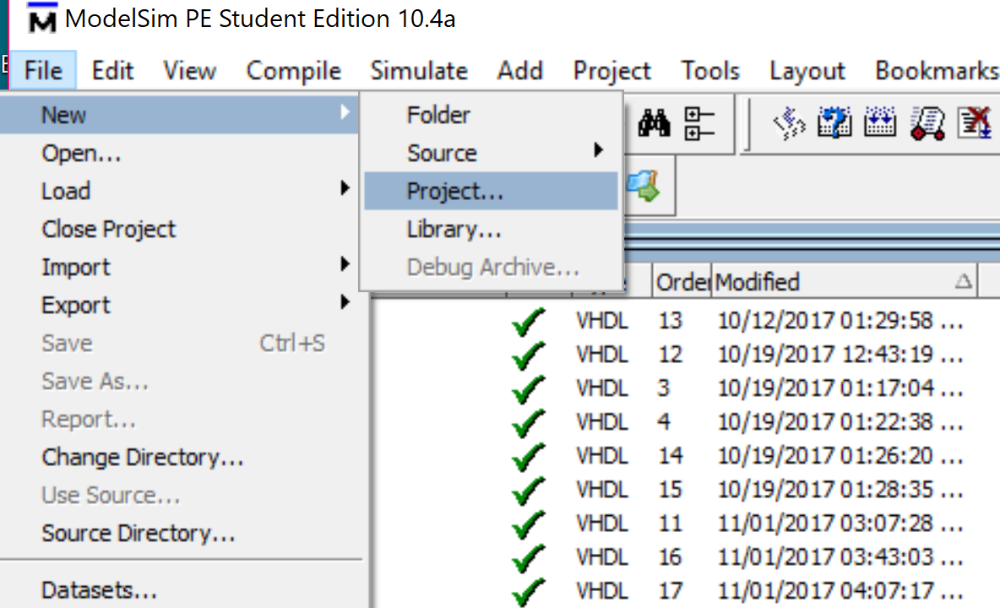 ModelSim PE Student Edition 10.4a
File Edit View Compile Simulate Add Project Tools Layout Bookmarks
New
Open...
Load
Close Project
Import
Export
Save Ctrl+S
Save As...
Report...
Change Directory...
Use Source...
Source Directory...
Datasets...
Folder
Source
Project...
Library...
Debug Archive...
Order Modified
VHDL 13 10/12/2017 01:29:58 ...
VHDL 12 10/19/2017 12:43:19 ...
VHDL 3 10/19/2017 01:17:04 ...
VHDL 4 10/19/2017 01:22:38 ...
VHDL 14 10/19/2017 01:26:20 ...
VHDL 15 10/19/2017 01:28:35 ...
VHDL 11 11/01/2017 03:07:28 ...
VHDL 16 11/01/2017 03:43:03 ...
VHDL 17 11/01/2017 04:07:17 ...